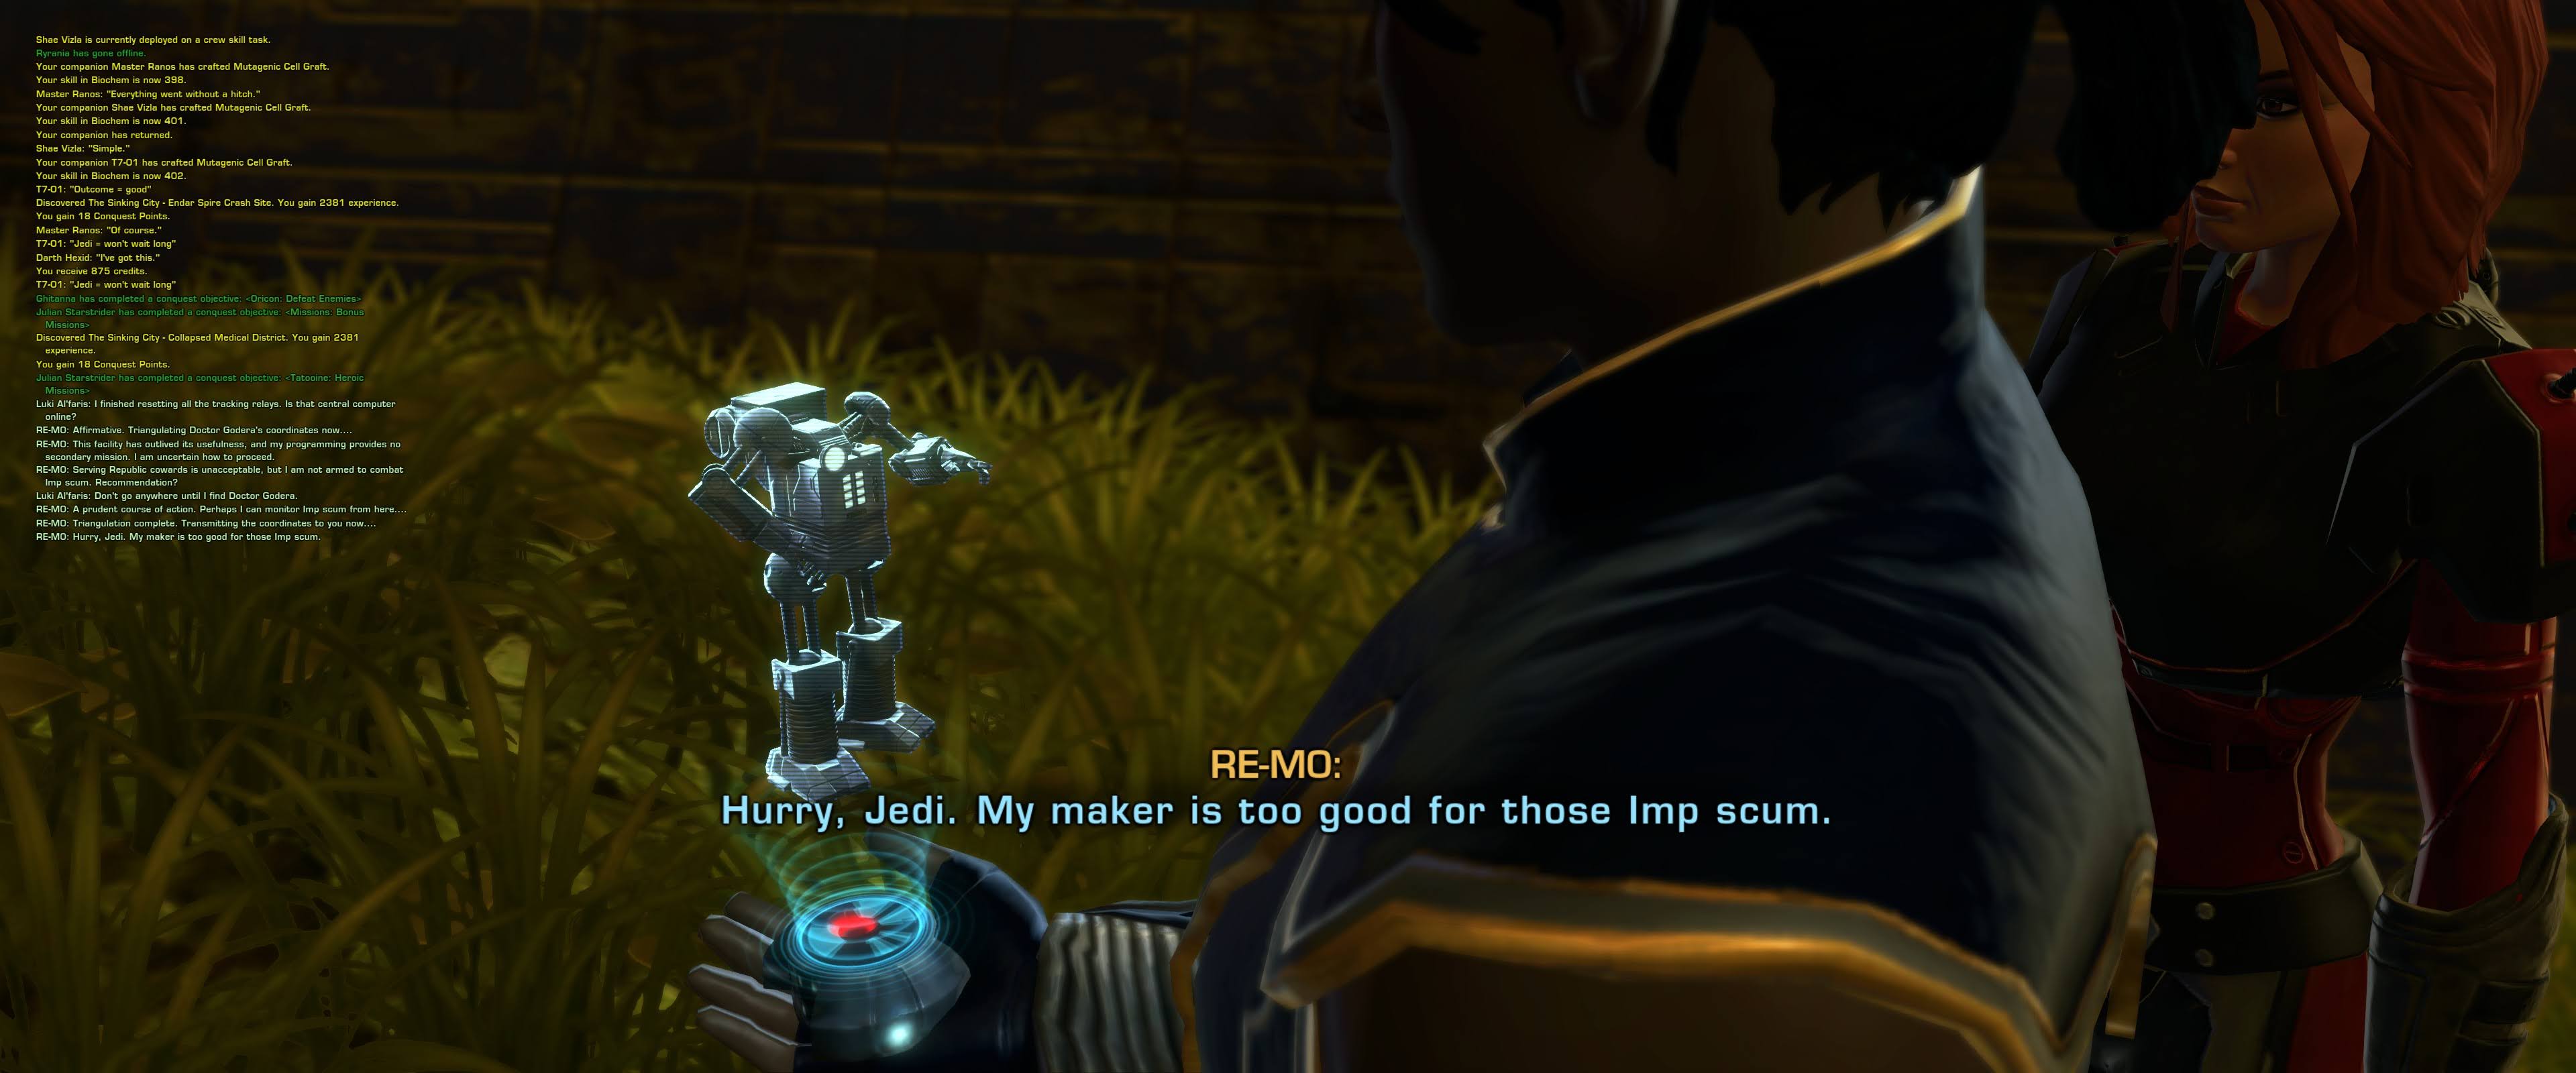 Shae Vizla is currently deployed on a crew skill task.
Ryrania has gone offline.
Your companion Master Ranos has crafted Mutagenic Cell Graft.
Your skill in Biochem is now 398.
Master Ranos: "Everything went without a hitch."
Your companion Shae Vizla has crafted Mutagenic Cell Graft.
Your skill in Biochem is now 401.
Your companion has returned.
Shae Vizla: "Simple."
Your companion T7-O1 has crafted Mutagenic Cell Graft.
Your skill in Biochem is now 402.
T7-O1: "Outcome = good"
Discovered The Sinking City - Endar Spire Crash Site. You gain 2381 experience.
You gain 18 Conquest Points.
Master Ranos: "Of course."
T7-O1: "Jedi = won't wait long"
Darth Hexid: "I've got this."
You receive 875 credits.
T7-O1: "Jedi = won't wait long"
Ghitanna has completed a conquest objective: <Oricon: Defeat Enemies>
Julian Starstrider has completed a conquest objective: <Missions: Bonus
Missions>
Discovered The Sinking City - Collapsed Medical District. You gain 2381
experience.
You gain 18 Conquest Points.
Julian Starstrider has completed a conquest objective: <Tatooine: Heroic
Missions>
Luki Al'faris: I finished resetting all the tracking relays. Is that central computer
online?
RE-MO: Affirmative. Triangulating Doctor Godera's coordinates now....
RE-MO: This facility has outlived its usefulness, and my programming provides no
secondary mission. I am uncertain how to proceed.
RE-MO: Serving Republic cowards is unacceptable, but I am not armed to combat
Imp scum. Recommendation?
Luki Al'faris: Don't go anywhere until I find Doctor Godera.
RE-MO: A prudent course of action. Perhaps I can monitor Imp scum from here....
RE-MO: Triangulation complete. Transmitting the coordinates to you now....
RE-MO: Hurry, Jedi. My maker is too good for those Imp scum.
RE-MO:
Hurry, Jedi. My maker is too good for those Imp scum.